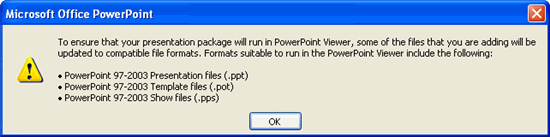 Microsoft Office PowerPoint
To ensure that your presentation package will run in PowerPoint Viewer, some of the files that you are adding will be
updated to compatible file formats. Formats suitable to run in the PowerPoint Viewer include the following:
• PowerPoint 97-2003 Presentation files (.ppt)
• PowerPoint 97-2003 Template files (.pot)
• PowerPoint 97-2003 Show files (.pps)
OK